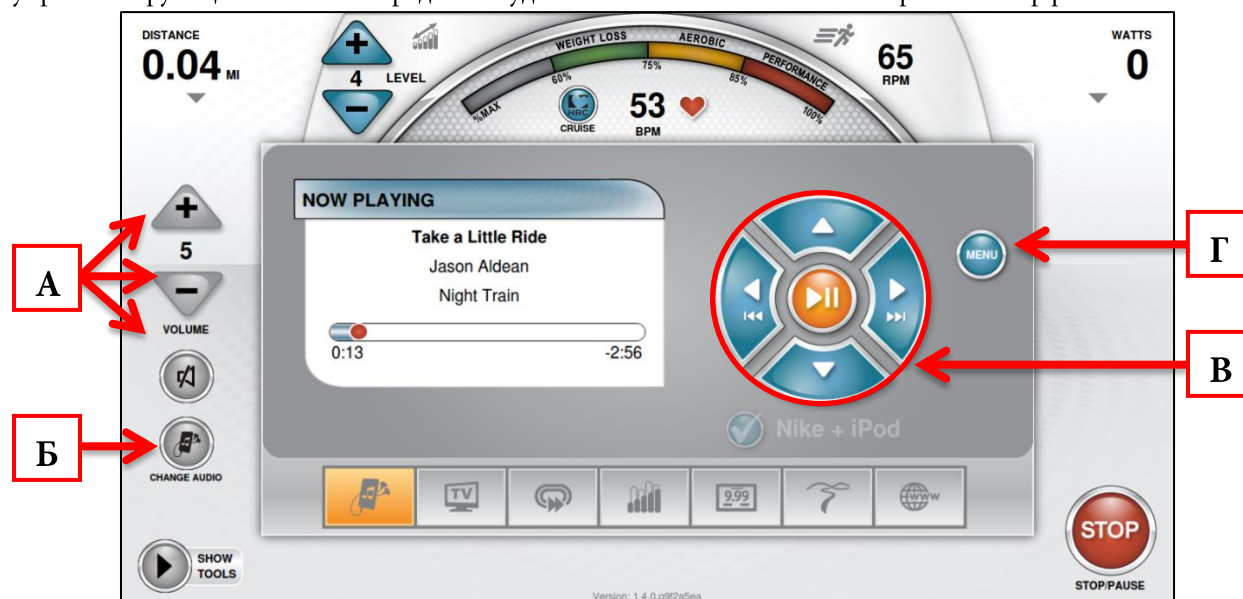 DISTANCE
0.04 MI
4 LEVEL
%MAX
60%
WEIGHT LOSS
75%
AEROBIC
85%
PERFORMANCE
100%
HRC
CRUISE
53
BPM
65
RPM
WATTS
0
NOW PLAYING
Take a Little Ride
Jason Aldean
Night Train
0:13 -2:56
MENU
Nike + iPod
5
VOLUME
CHANGE AUDIO
TV
9.99
WWW
SHOW
TOOLS
STOP
STOP/PAUSE
А
Б
В
Г